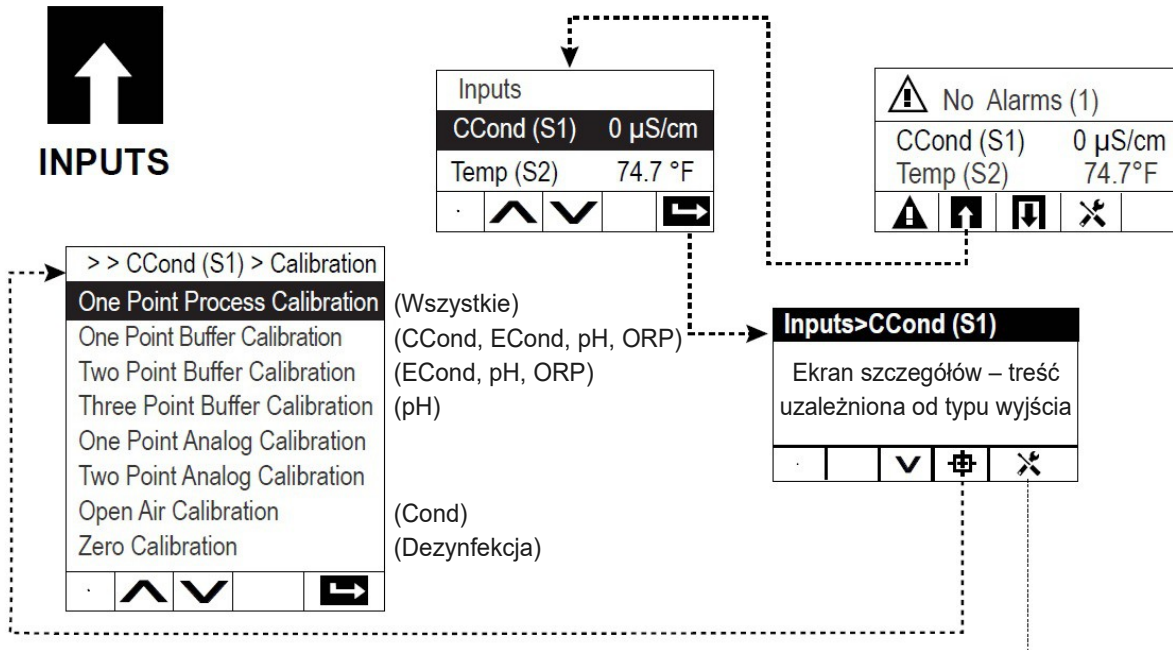 INPUTS
Inputs
CCond (S1) 0 µS/cm
Temp (S2) 74.7 °F
No Alarms (1)
CCond (S1) 0 µS/cm
Temp (S2) 74.7°F
> > CCond (S1) > Calibration
One Point Process Calibration (Wszystkie)
One Point Buffer Calibration (CCond, ECond, pH, ORP)
Two Point Buffer Calibration (ECond, pH, ORP)
Three Point Buffer Calibration (pH)
One Point Analog Calibration
Two Point Analog Calibration
Open Air Calibration (Cond)
Zero Calibration (Dezynfekcja)
Inputs>CCond (S1)
Ekran szczegółów – treść
uzależniona od typu wyjścia